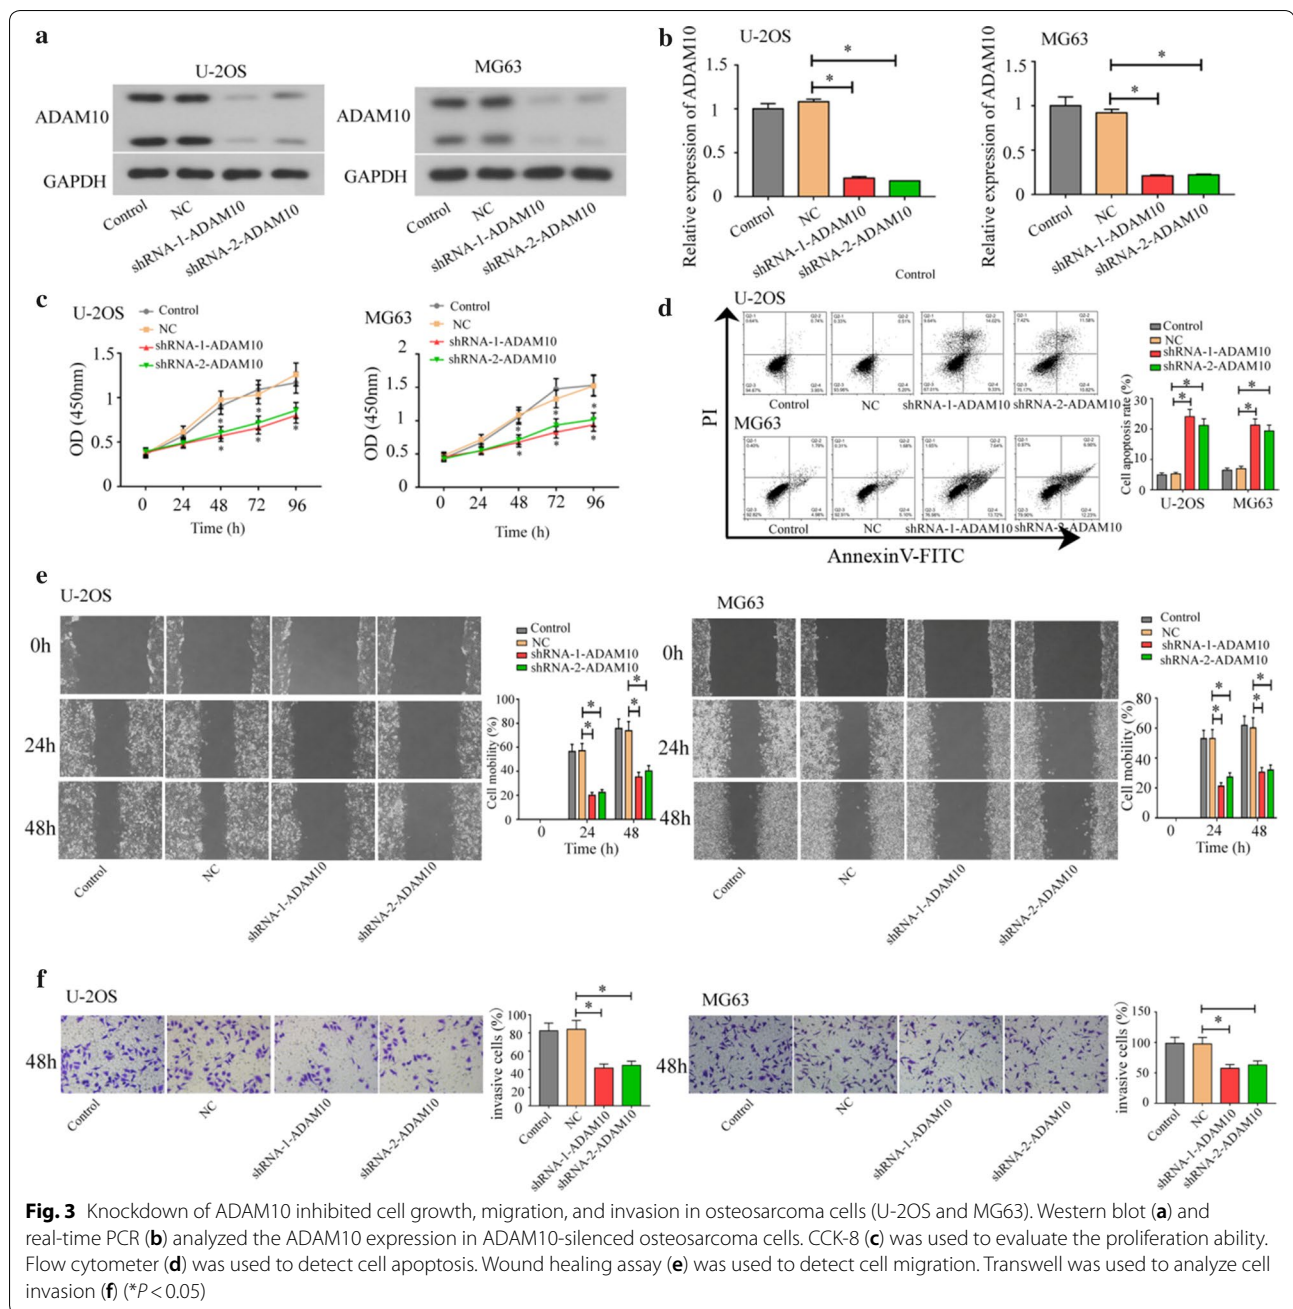 a
U-2OS
MG63
ADAM10
GAPDH
Control
NC
shRNA-1-ADAM10
shRNA-2-ADAM10
ADAM10
GAPDH
Control
NC
shRNA-1-ADAM10
shRNA-2-ADAM10
b
U-2OS
Relative expression of ADAM10
1.5
1
0.5
0
*
*
Control
NC
shRNA-1-ADAM10
shRNA-2-ADAM10
MG63
Relative expression of ADAM10
1.5
1
0.5
0
*
*
Control
NC
shRNA-1-ADAM10
shRNA-2-ADAM10
Control
c
U-2OS
Control
NC
shRNA-1-ADAM10
shRNA-2-ADAM10
OD (450nm)
1.5
1
0.5
0
0 24 48 72 96
Time (h)
MG63
Control
NC
shRNA-1-ADAM10
shRNA-2-ADAM10
OD (450nm)
2
1.5
1
0.5
0
0 24 48 72 96
Time (h)
d
U-2OS
PI
Control
NC
shRNA-1-ADAM10
shRNA-2-ADAM10
MG63
Control
NC
shRNA-1-ADAM10
shRNA-2-ADAM10
AnnexinV-FITC
Control
NC
shRNA-1-ADAM10
shRNA-2-ADAM10
Cell apoptosis rate (%)
30
20
10
0
* *
* *
U-2OS MG63
e
U-2OS
0h
24h
48h
Control
NC
shRNA-1-ADAM10
shRNA-2-ADAM10
Control
NC
shRNA-1-ADAM10
shRNA-2-ADAM10
Cell mobility (%)
100
80
60
40
20
0
* *
* *
0 24 48
Time (h)
MG63
0h
24h
48h
Control
NC
shRNA-1-ADAM10
shRNA-2-ADAM10
Control
NC
shRNA-1-ADAM10
shRNA-2-ADAM10
Cell mobility (%)
80
60
40
20
0
* *
* *
0 24 48
Time (h)
f
U-2OS
48h
Control
NC
shRNA-1-ADAM10
shRNA-2-ADAM10
invasive cells (%)
100
80
60
40
20
0
*
*
Control
NC
shRNA-1-ADAM10
shRNA-2-ADAM10
MG63
48h
Control
NC
shRNA-1-ADAM10
shRNA-2-ADAM10
invasive cells (%)
150
100
50
0
*
Control
NC
shRNA-1-ADAM10
shRNA-2-ADAM10
Fig. 3 Knockdown of ADAM10 inhibited cell growth, migration, and invasion in osteosarcoma cells (U-2OS and MG63). Western blot (a) and
real-time PCR (b) analyzed the ADAM10 expression in ADAM10-silenced osteosarcoma cells. CCK-8 (c) was used to evaluate the proliferation ability.
Flow cytometer (d) was used to detect cell apoptosis. Wound healing assay (e) was used to detect cell migration. Transwell was used to analyze cell
invasion (f) (*P < 0.05)